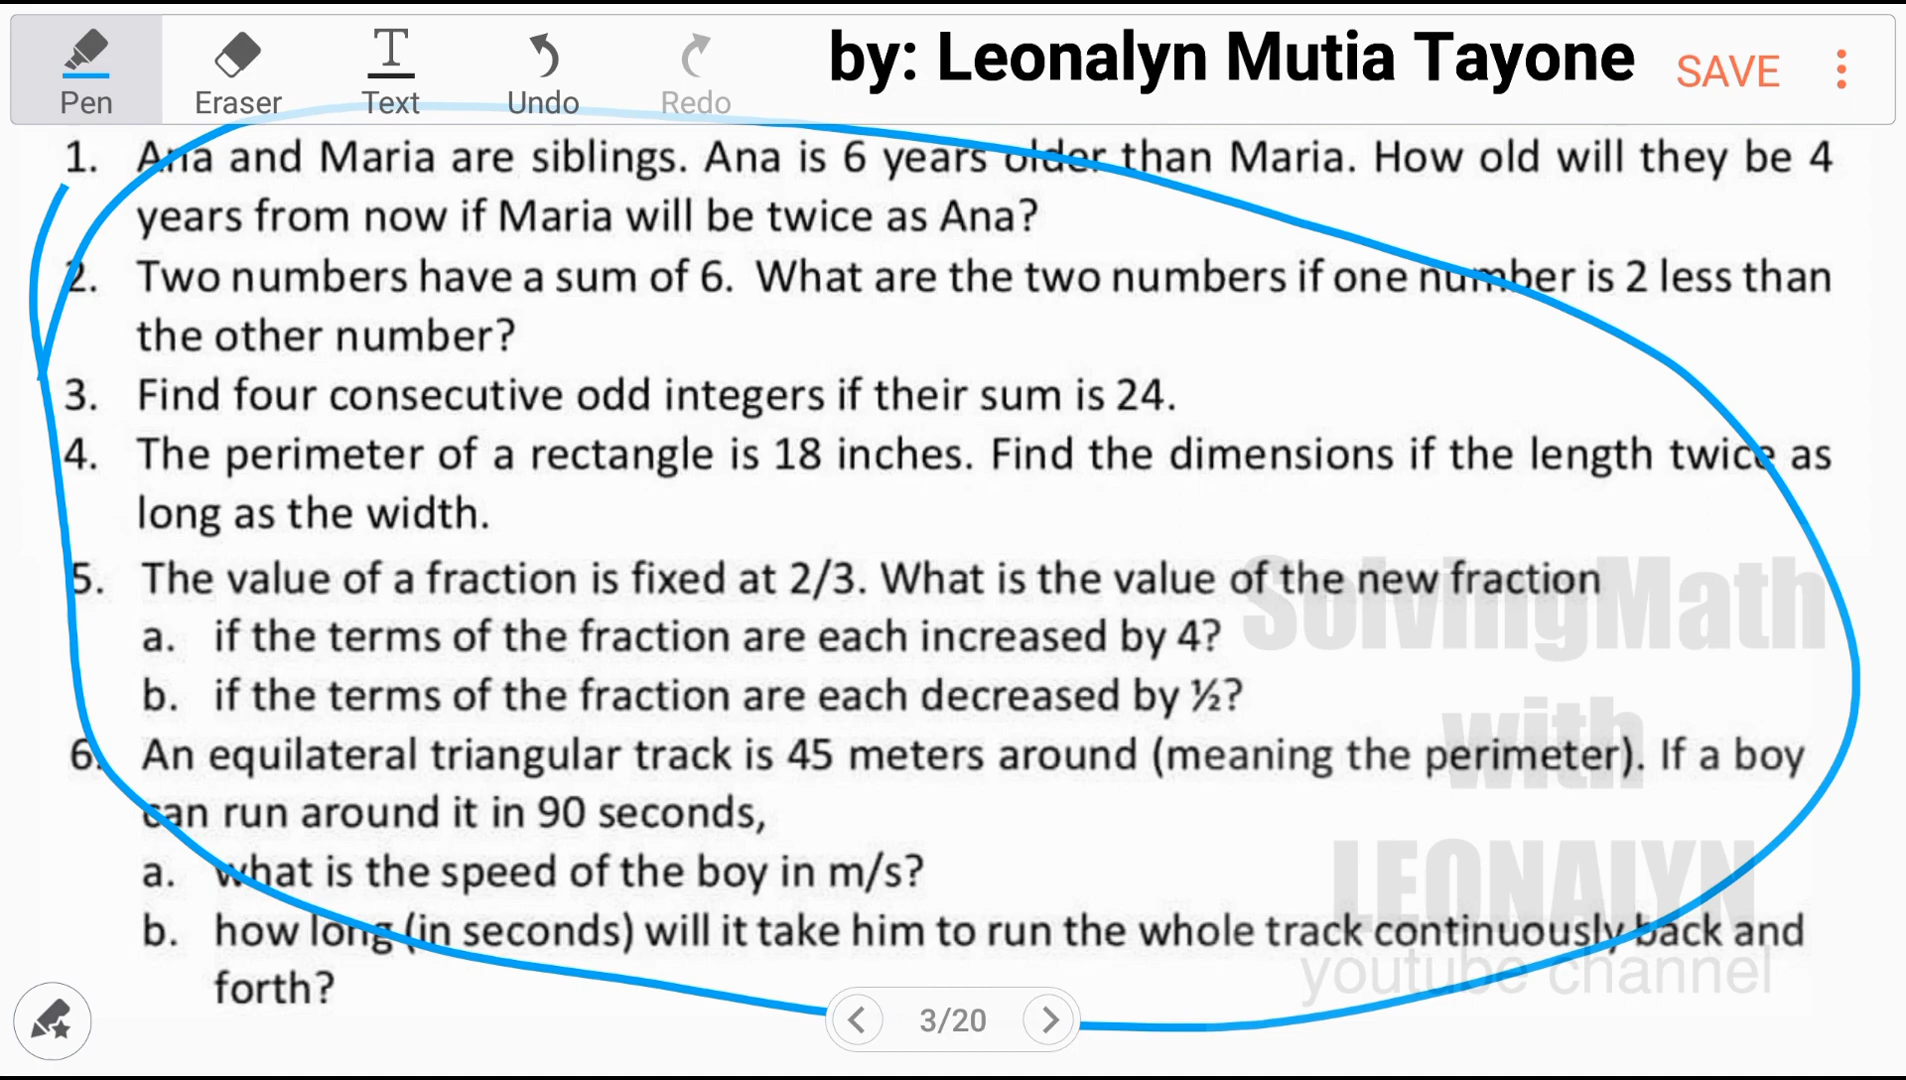 Pen
Eraser
Text
Undo
Redo
by: Leonalyn Mutia Tayone
SAVE
1. Ana and Maria are siblings. Ana is 6 years older than Maria. How old will they be 4
years from now if Maria will be twice as Ana?
2. Two numbers have a sum of 6. What are the two numbers if one number is 2 less than
the other number?
3. Find four consecutive odd integers if their sum is 24.
4. The perimeter of a rectangle is 18 inches. Find the dimensions if the length twice as
long as the width.
5. The value of a fraction is fixed at 2/3. What is the value of the new fraction
a. if the terms of the fraction are each increased by 4?
b. if the terms of the fraction are each decreased by ½?
6. An equilateral triangular track is 45 meters around (meaning the perimeter). If a boy
can run around it in 90 seconds,
a. what is the speed of the boy in m/s?
b. how long (in seconds) will it take him to run the whole track continuously back and
forth?
SolvingMath
with
LEONALYN
youtube channel
3/20